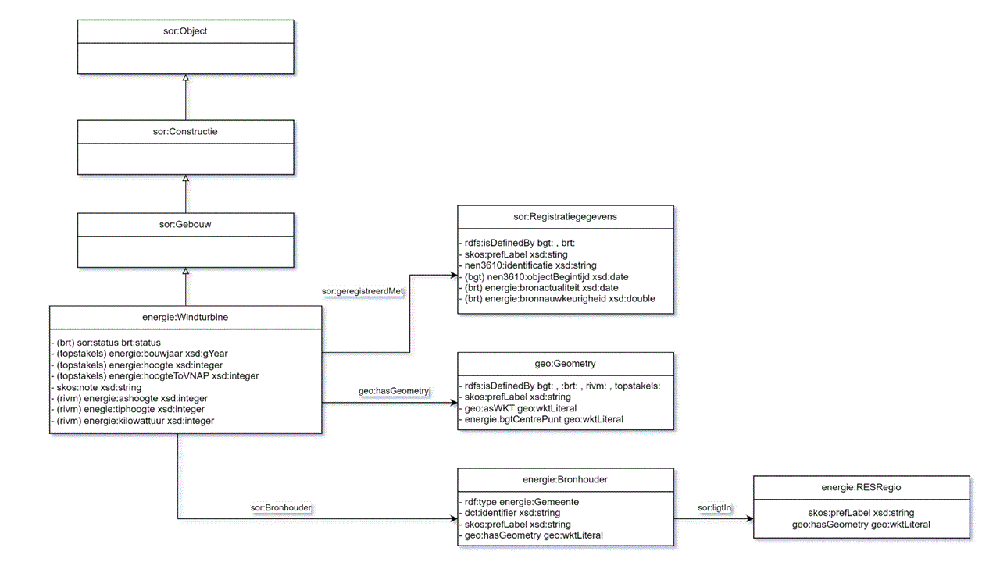 sor:Object
sor:Constructie
sor:Gebouw
energie:Windturbine
- (brt) sor:status brt:status
- (topstakels) energie:bouwjaar xsd:gYear
- (topstakels) energie:hoogte xsd:integer
- (topstakels) energie:hoogteToVNAP xsd:integer
- skos:note xsd:string
- (rivm) energie:ashoogte xsd:integer
- (rivm) enegie:tiphoogte xsd:integer
- (rivm) energie:kilowattuur xsd:integer
sor:geregistreerdMet
sor:Registratiegegevens
- rdfs:isDefinedBy bgt: , brt:
- skos:prefLabel xsd:sting
- nen3610:identificatie xsd:string
- (bgt) nen3610:objectBegintijd xsd:date
- (brt) energie:bronactualiteit xsd:date
- (brt) energie:bronnauwkeurigheid xsd:double
geo:hasGeometry
geo:Geometry
- rdfs:isDefinedBy bgt: , :brt: , rivm: , topstakels:
- skos:prefLabel xsd:string
- geo:asWKT geo:wktLiteral
- energie:bgtCentrePunt geo:wktLiteral
sor:Bronhouder
energie:Bronhouder
- rdf:type energie:Gemeente
- dct:identifier xsd:string
- skos:prefLabel xsd:string
- geo:hasGeometry geo:wktLiteral
sor:ligtIn
energie:RESRegio
skos:prefLabel xsd:string
geo:hasGeometry geo:wktLiteral